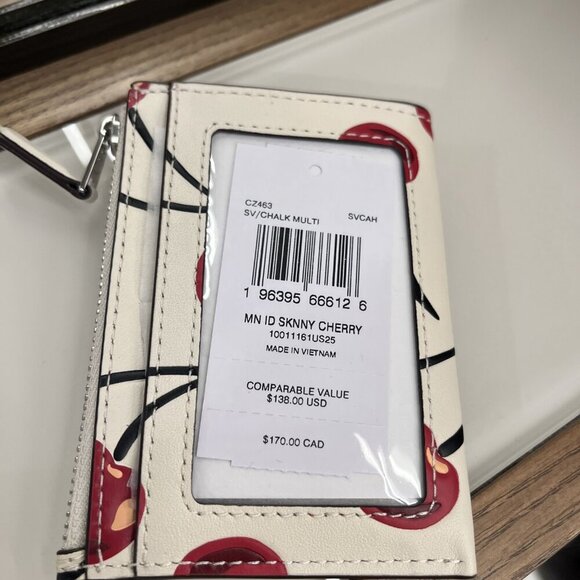 CZ463
SV/CHALK MULTI SVCAH
1 96395 66612 6
MN ID SKNNY CHERRY
10011161US25
MADE IN VIETNAM
COMPARABLE VALUE
$138.00 USD
$170.00 CAD